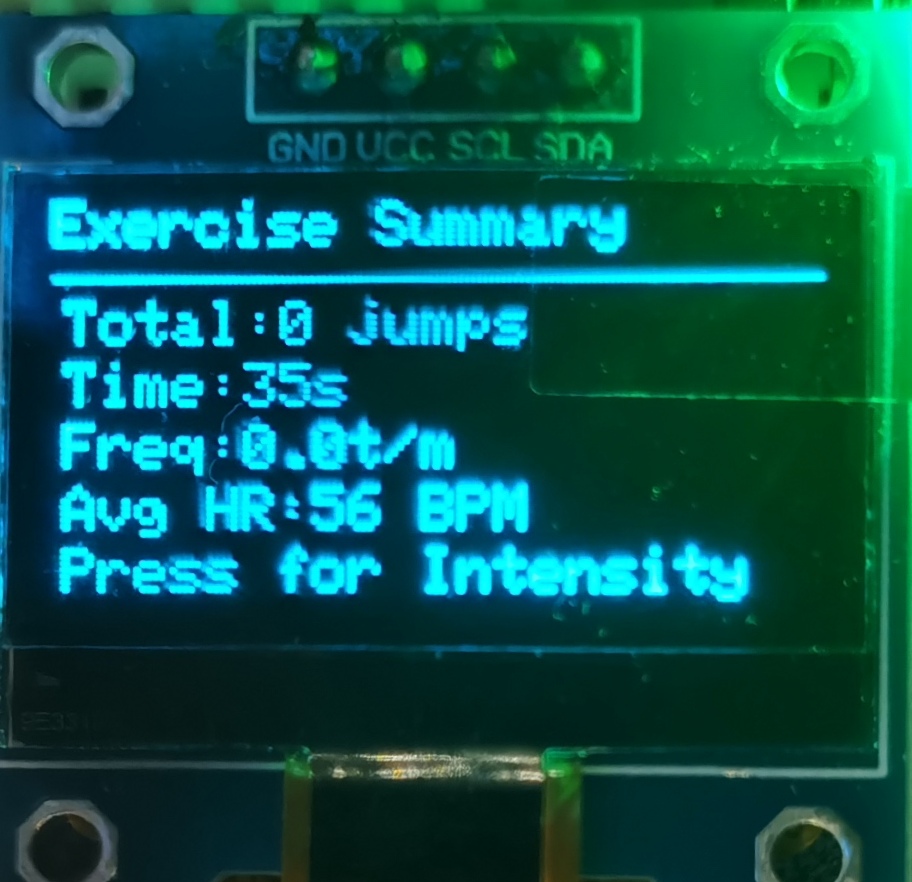 GND VCC SCL SDA
Exercise Summary
Total:0 jumps
Time:35s
Freq:0.0t/m
Avg HR:56 BPM
Press for Intensity